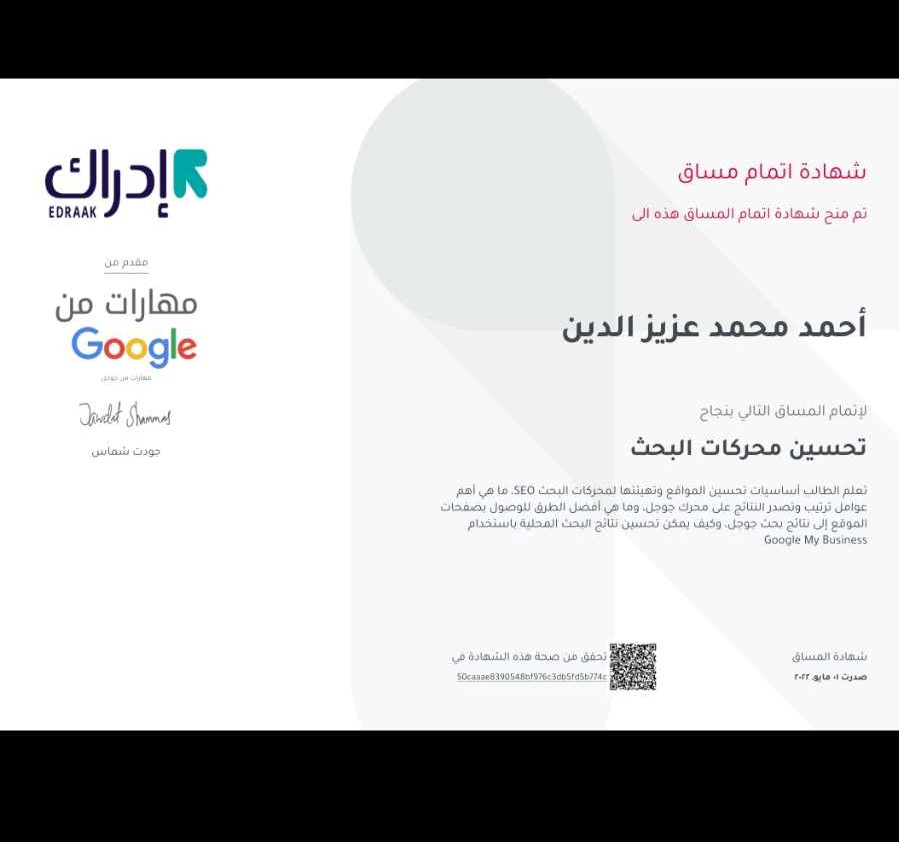 شهادة اتمام مساق
تم منح شهادة اتمام المساق هذه الى
أحمد محمد عزيز الدين
لإتمام المساق التالي بنجاح
تحسين محركات البحث
تعلم الطالب أساسيات تحسين المواقع وتهيئتها لمحركات البحث SEO، ما هي أهم
عوامل ترتيب وتصدر النتائج على محرك جوجل، وما هي أفضل الطرق للوصول بصفحات
الموقع إلى نتائج بحث جوجل، وكيف يمكن تحسين نتائج البحث المحلية باستخدام
Google My Business
شهادة المساق
صدرت ٠١ مايو, ٢٠٢٢
تحقق من صحة هذه الشهادة في
50caaae8390548bf976c3db5fd5b774c
إدراك
EDRAAK
مقدم من
مهارات من
Google
مهارات من جوجل
Jawdat Shammas
جودت شماس